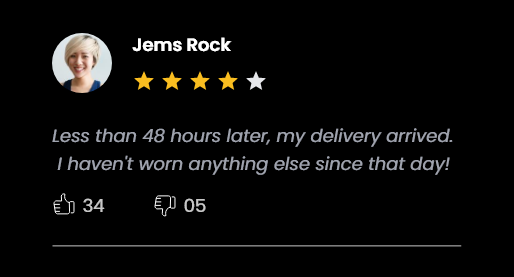 Jems Rock
Less than 48 hours later, my delivery arrived.
I haven't worn anything else since that day!
34 05